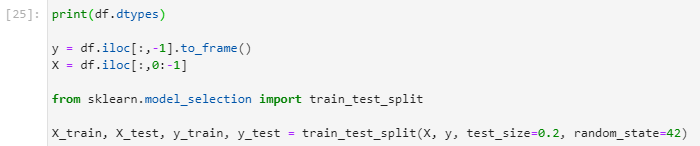 [25]: print(df.dtypes)
y = df.iloc[:,-1].to_frame()
X = df.iloc[:,0:-1]
from sklearn.model_selection import train_test_split
X_train, X_test, y_train, y_test = train_test_split(X, y, test_size=0.2, random_state=42)